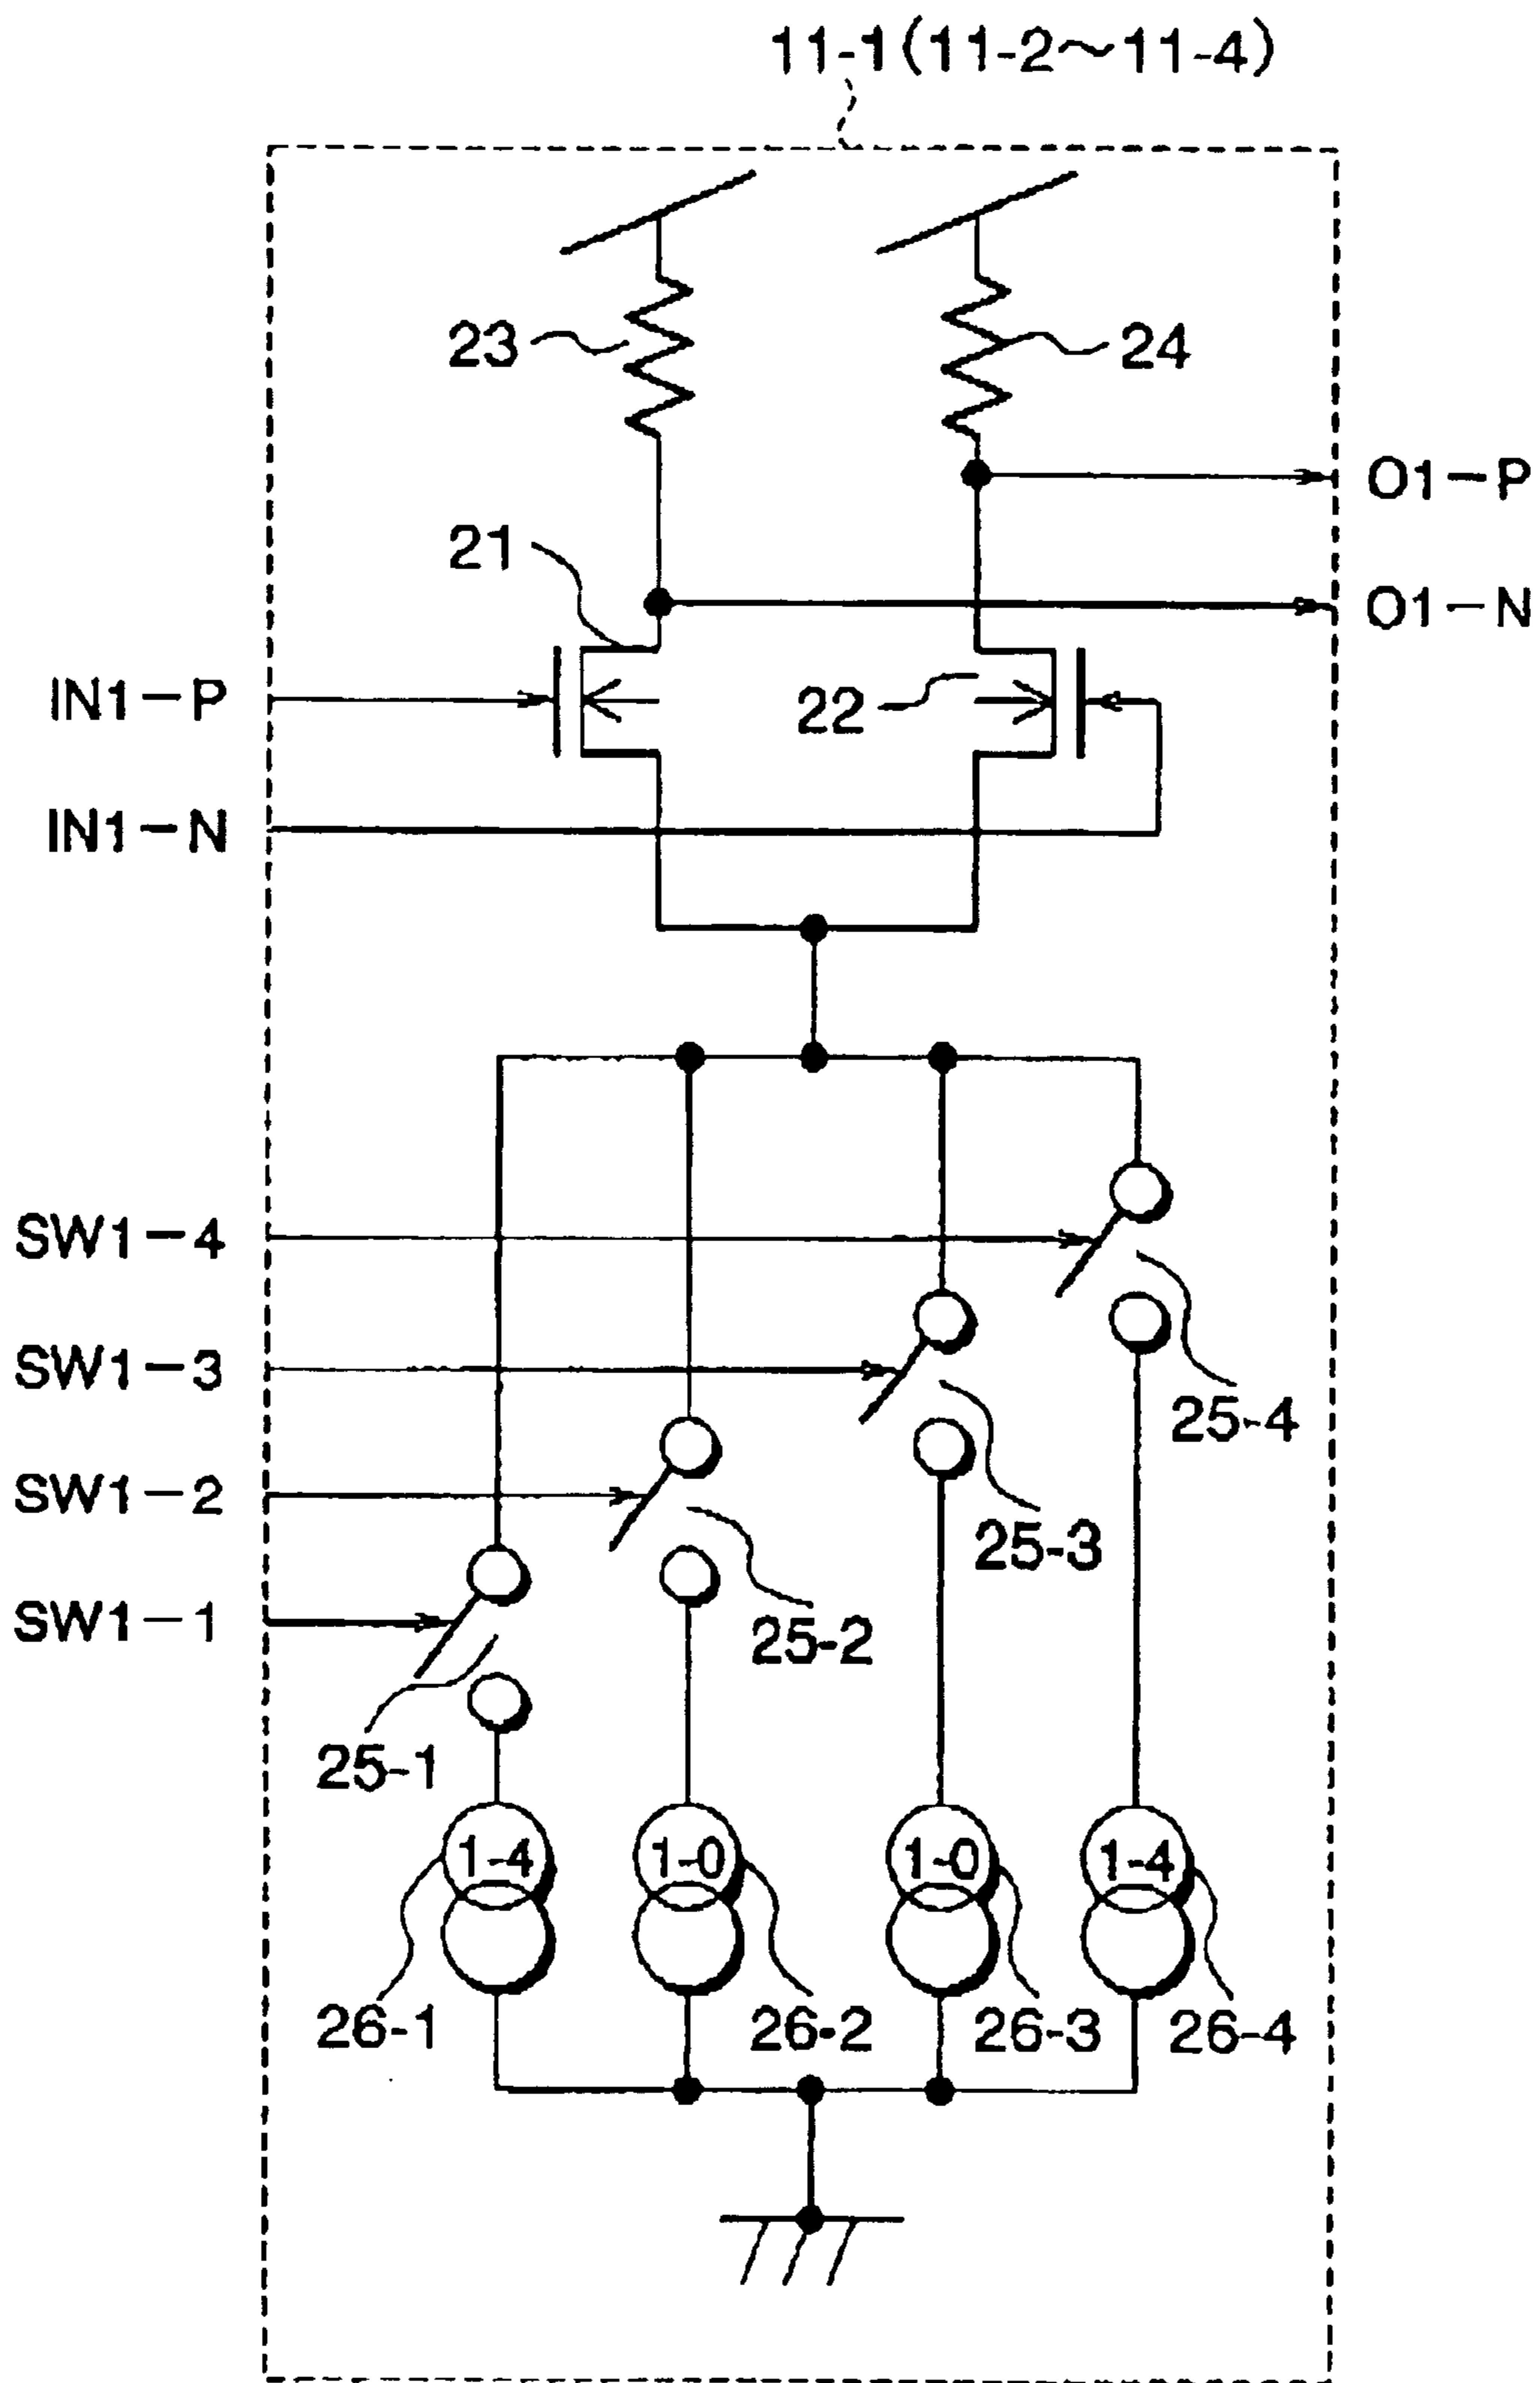 11-1(11-2〜11-4)
23
24
O1-P
21
O1-N
IN1-P
22
IN1-N
SW1-4
SW1-3
25-4
SW1-2
25-3
SW1-1
25-2
25-1
1-4
1-0
1-0
1-4
26-1
26-2
26-3
26-4